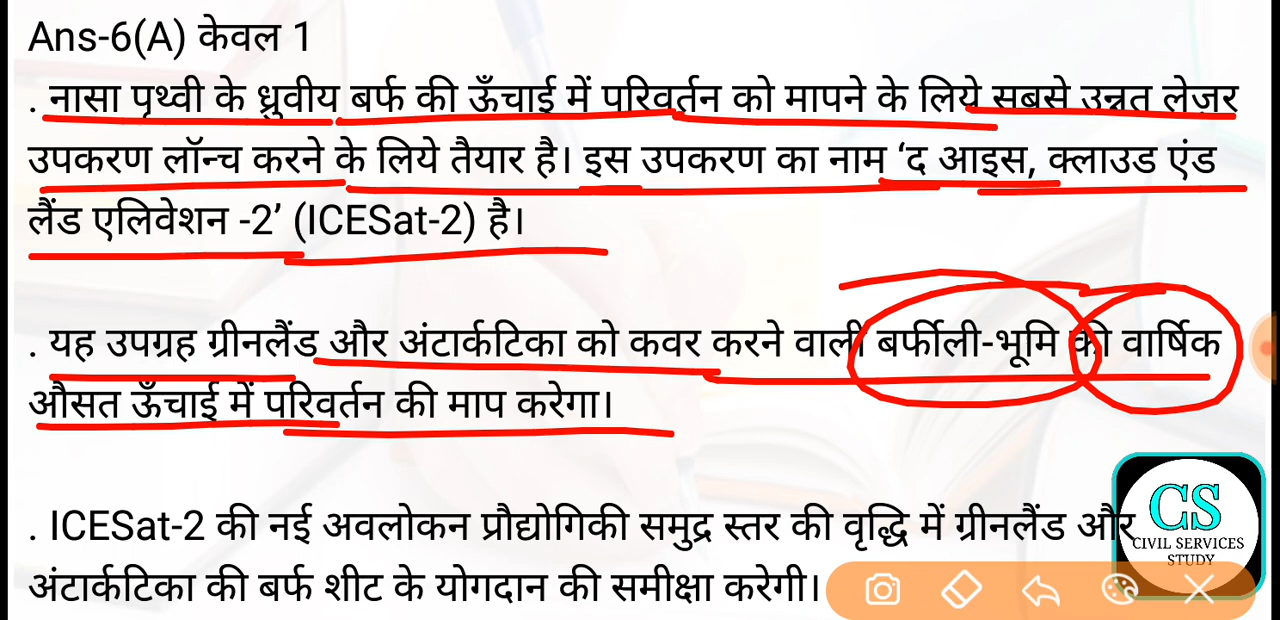 Ans-6(A) केवल 1
. नासा पृथ्वी के ध्रुवीय बर्फ की ऊँचाई में परिवर्तन को मापने के लिये सबसे उन्नत लेज़र
उपकरण लॉन्च करने के लिये तैयार है। इस उपकरण का नाम ‘द आइस, क्लाउड एंड
लैंड एलिवेशन -2’ (ICESat-2) है।
. यह उपग्रह ग्रीनलैंड और अंटार्कटिका को कवर करने वाली बर्फीली-भूमि की वार्षिक
औसत ऊँचाई में परिवर्तन की माप करेगा।
. ICESat-2 की नई अवलोकन प्रौद्योगिकी समुद्र स्तर की वृद्धि में ग्रीनलैंड और
अंटार्कटिका की बर्फ शीट के योगदान की समीक्षा करेगी।
CS
CIVIL SERVICES
STUDY